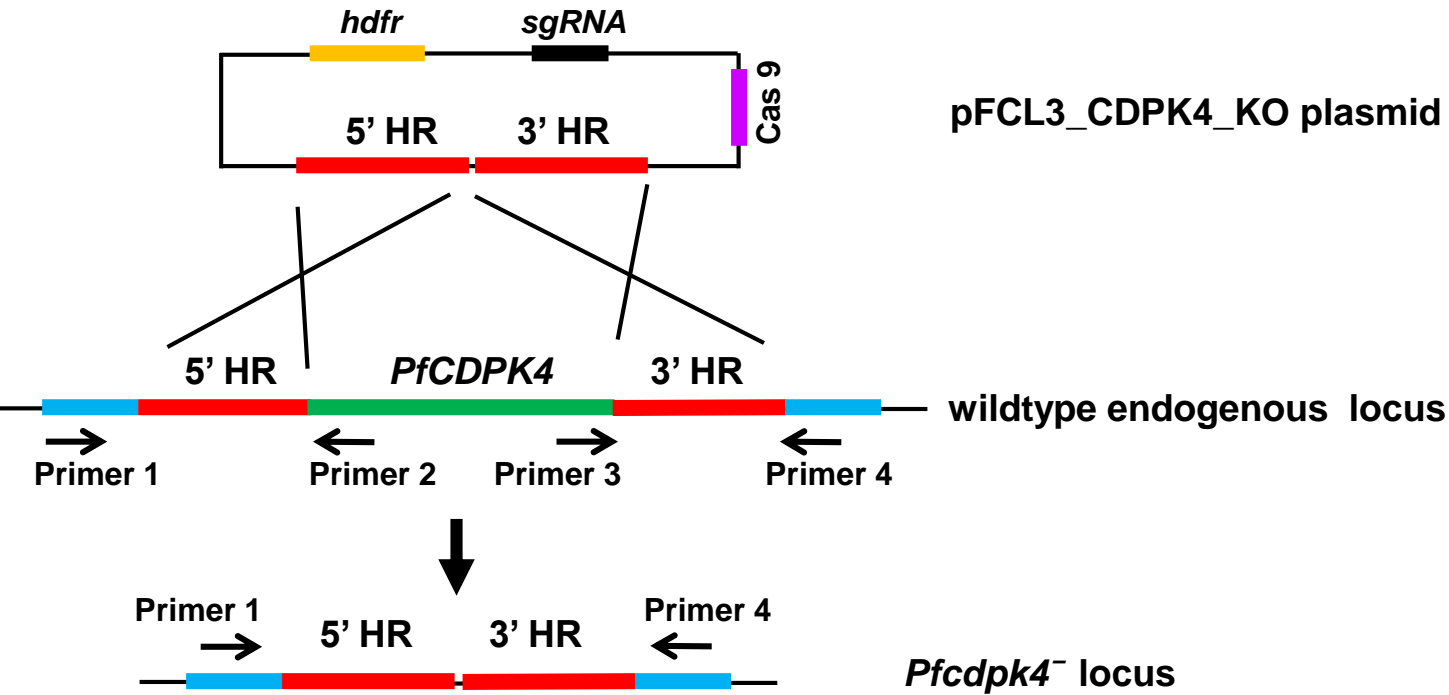 hdfr sgRNA
Cas 9
pFCL3_CDPK4_KO plasmid
5’ HR 3’ HR
5’ HR PfCDPK4 3’ HR
wildtype endogenous locus
Primer 1 Primer 2 Primer 3 Primer 4
Primer 1 Primer 4
5’ HR 3’ HR
Pfcdpk4⁻ locus